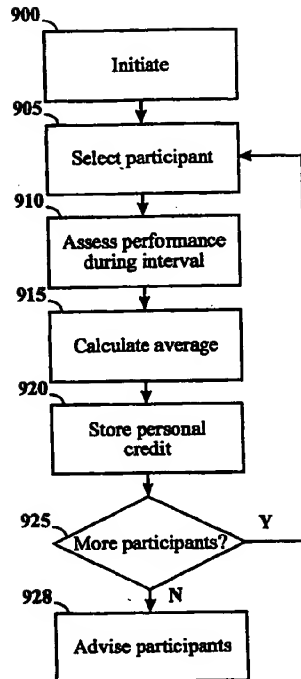 900
Initiate
905
Select participant
910
Assess performance
during interval
915
Calculate average
920
Store personal
credit
925
More participants?
Y
N
928
Advise participants